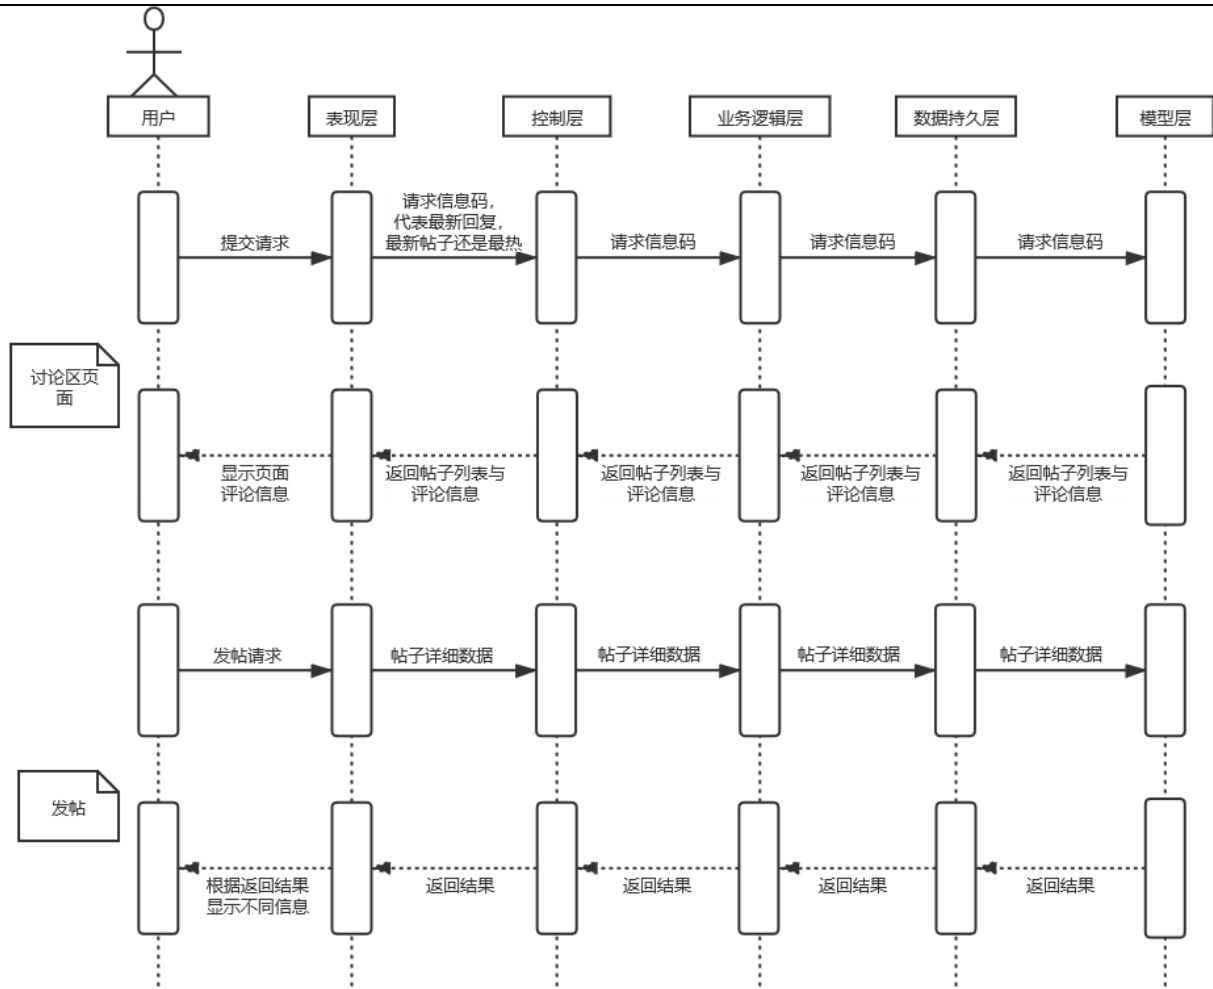 用户
表现层
控制层
业务逻辑层
数据持久层
模型层
提交请求
请求信息码，
代表最新回复，
最新帖子还是最热
请求信息码
请求信息码
请求信息码
讨论区页
面
显示页面
评论信息
返回帖子列表与
评论信息
返回帖子列表与
评论信息
返回帖子列表与
评论信息
返回帖子列表与
评论信息
发帖请求
帖子详细数据
帖子详细数据
帖子详细数据
帖子详细数据
发帖
根据返回结果
显示不同信息
返回结果
返回结果
返回结果
返回结果